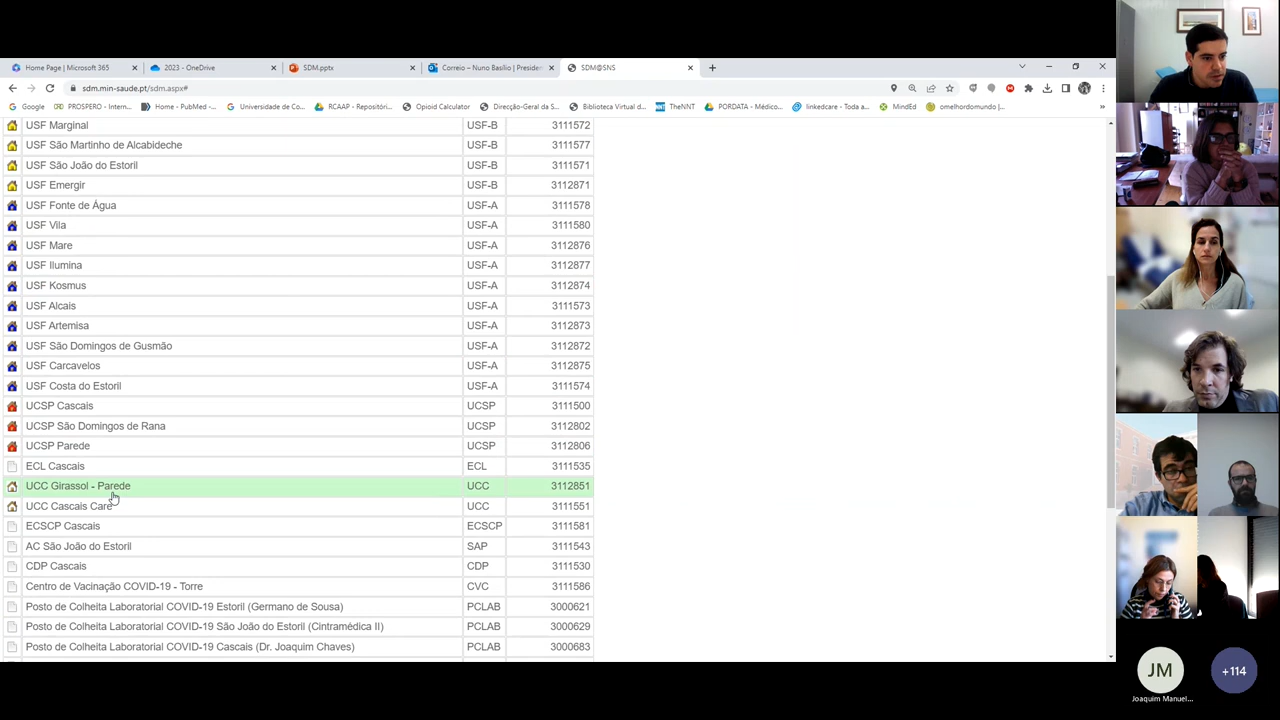 Home Page | Microsoft 365
2023 - OneDrive
SDM.pptx
Correio – Nuno Basílio | Presiden
SDM@SNS
sdm.min-saude.pt/sdm.aspx#
Google
PROSPERO - Intern...
Home - PubMed -...
Universidade de Co...
RCAAP - Repositóri...
Opioid Calculator
Direcção-Geral da S...
Biblioteca Virtual d...
TheNNT
PORDATA - Médico...
linkedcare - Toda a...
MindEd
omelhordomundo|...
»
USF Marginal USF-B 3111572
USF São Martinho de Alcabideche USF-B 3111577
USF São João do Estoril USF-B 3111571
USF Emergir USF-B 3112871
USF Fonte de Água USF-A 3111578
USF Vila USF-A 3111580
USF Mare USF-A 3112876
USF Ilumina USF-A 3112877
USF Kosmus USF-A 3112874
USF Alcais USF-A 3111573
USF Artemisa USF-A 3112873
USF São Domingos de Gusmão USF-A 3112872
USF Carcavelos USF-A 3112875
USF Costa do Estoril USF-A 3111574
UCSP Cascais UCSP 3111500
UCSP São Domingos de Rana UCSP 3112802
UCSP Parede UCSP 3112806
ECL Cascais ECL 3111535
UCC Girassol - Parede UCC 3112851
UCC Cascais Care UCC 3111551
ECSCP Cascais ECSCP 3111581
AC São João do Estoril SAP 3111543
CDP Cascais CDP 3111530
Centro de Vacinação COVID-19 - Torre CVC 3111586
Posto de Colheita Laboratorial COVID-19 Estoril (Germano de Sousa) PCLAB 3000621
Posto de Colheita Laboratorial COVID-19 São João do Estoril (Cintramédica II) PCLAB 3000629
Posto de Colheita Laboratorial COVID-19 Cascais (Dr. Joaquim Chaves) PCLAB 3000683
JM
+114
Joaquim Manuel...